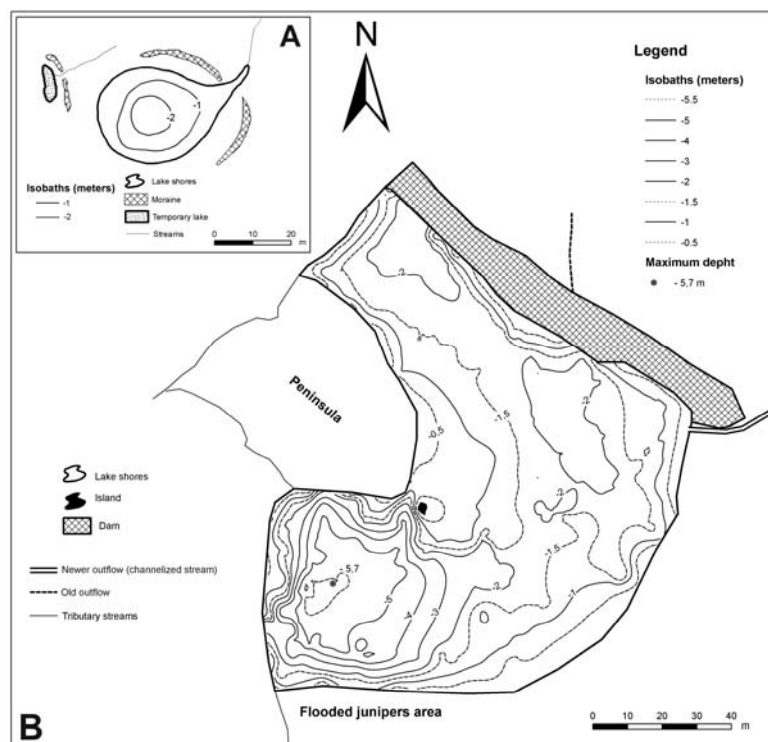 A
-1
-2
Isobaths (meters)
-1
-2
Lake shores
Moraine
Temporary lake
Streams
0 10 20
m
N
Legend
Isobaths (meters)
-5.5
-5
-4
-3
-2
-1.5
-1
-0.5
Maximum depht
- 5,7 m
-2
Peninsula
-0.5
-1.5
-2
-2
-1.5
-2
-1
- 5,7
-5
-4
-3
Lake shores
Island
Dam
Newer outflow (channelized stream)
Old outflow
Tributary streams
B
Flooded junipers area
0 10 20 30 40
m